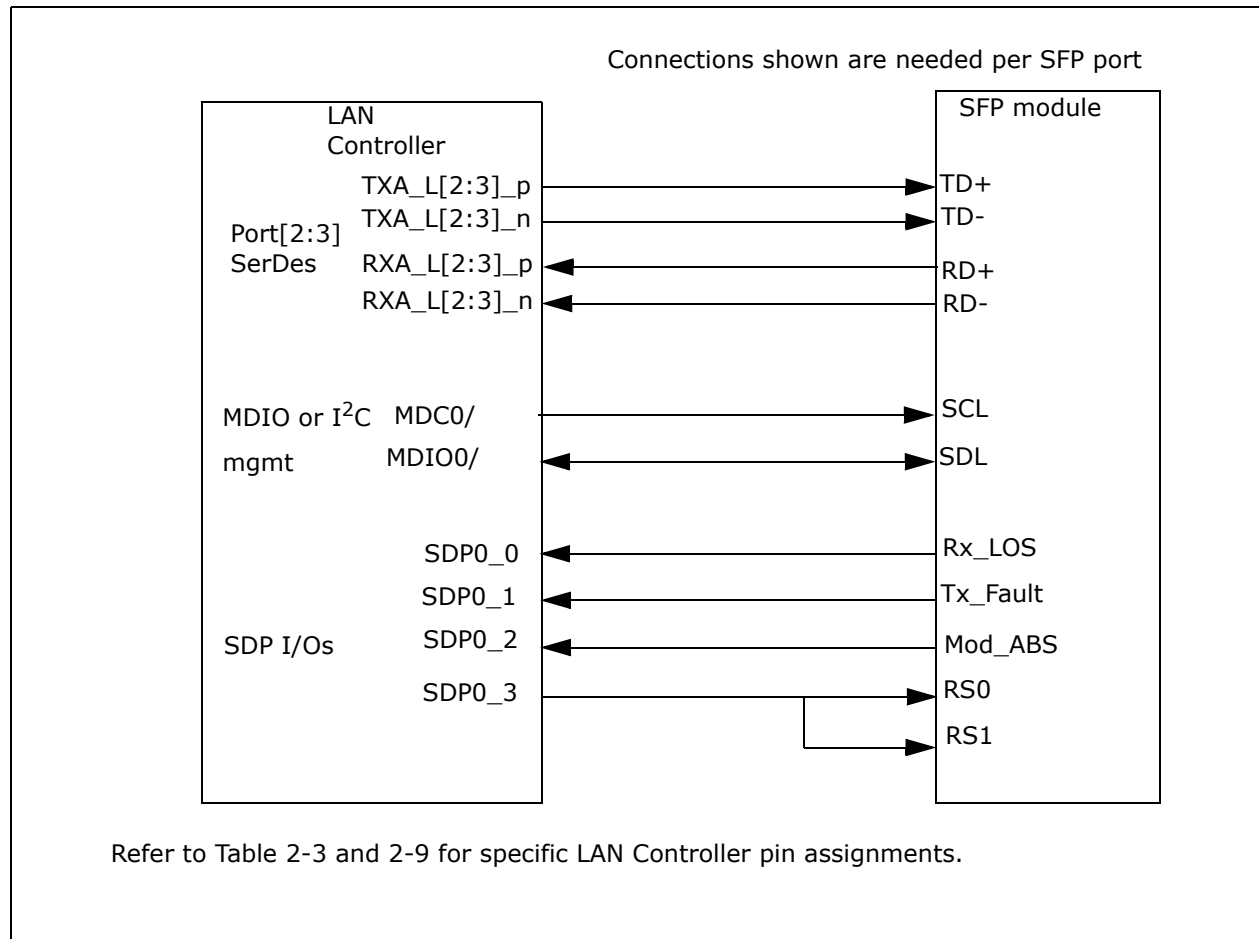 Connections shown are needed per SFP port
LAN
Controller
SFP module
TXA_L[2:3]_p
TD+
TXA_L[2:3]_n
TD-
Port[2:3]
SerDes
RXA_L[2:3]_p
RD+
RXA_L[2:3]_n
RD-
MDIO or I²C
mgmt
MDC0/
SCL
MDIO0/
SDL
SDP0_0
Rx_LOS
SDP0_1
Tx_Fault
SDP I/Os
SDP0_2
Mod_ABS
SDP0_3
RS0
RS1
Refer to Table 2-3 and 2-9 for specific LAN Controller pin assignments.